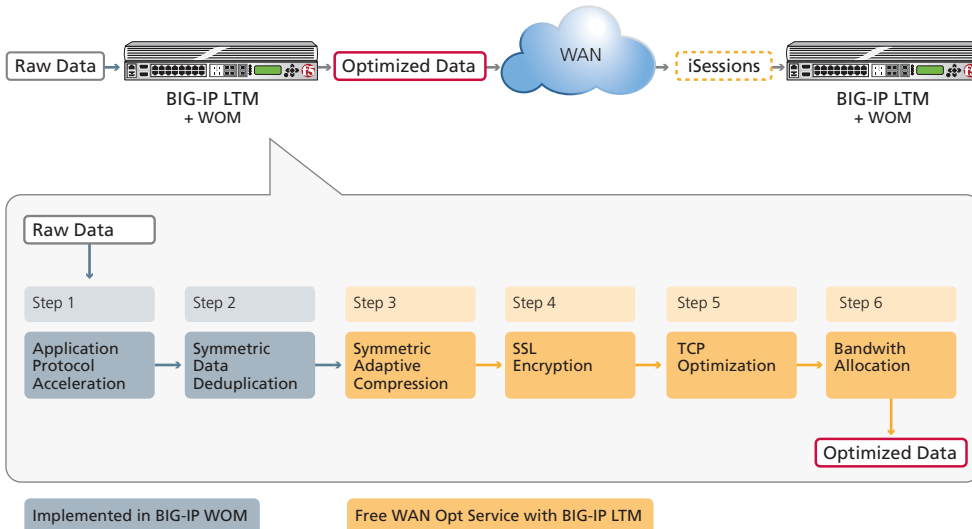 Raw Data
Optimized Data
WAN
iSessions
BIG-IP LTM
+ WOM
BIG-IP LTM
+ WOM
Raw Data
Step 1
Step 2
Step 3
Step 4
Step 5
Step 6
Application
Protocol
Acceleration
Symmetric
Data
Deduplication
Symmetric
Adaptive
Compression
SSL
Encryption
TCP
Optimization
Bandwith
Allocation
Optimized Data
Implemented in BIG-IP WOM
Free WAN Opt Service with BIG-IP LTM